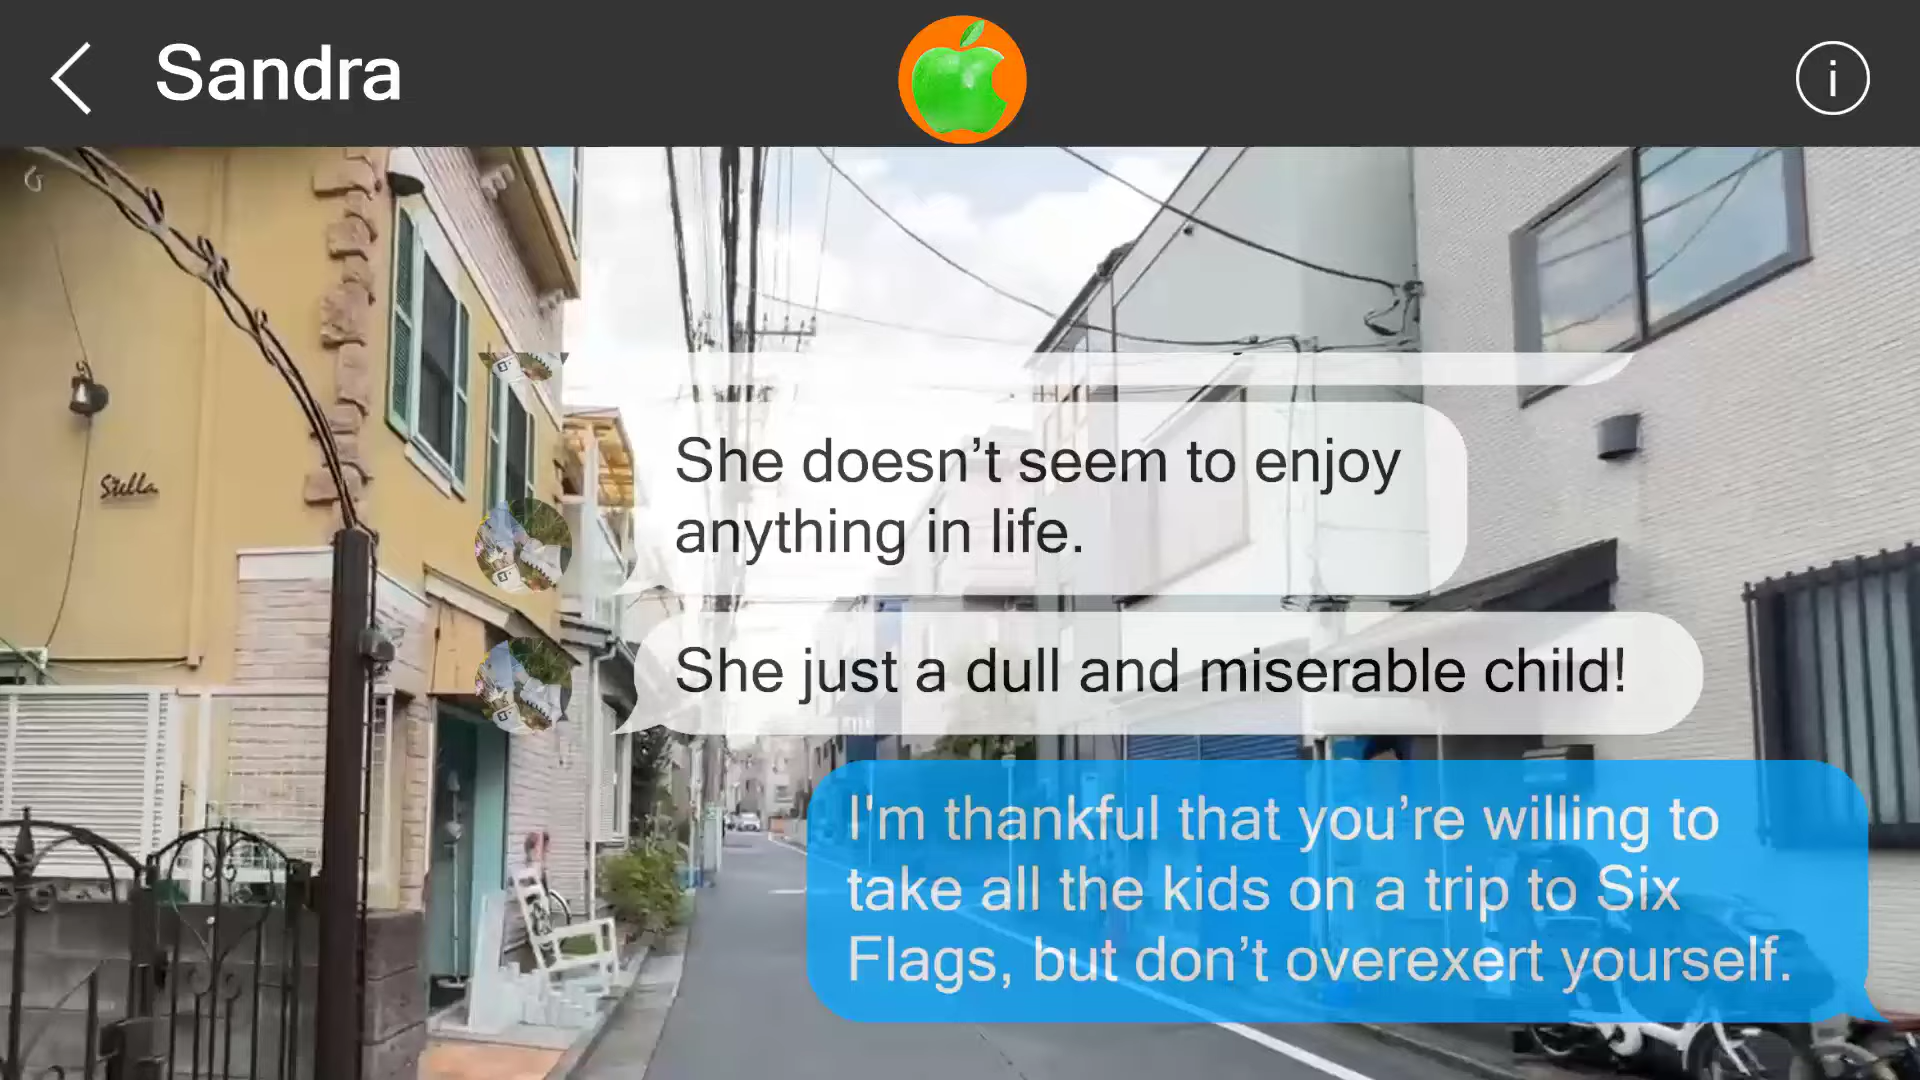 Sandra
i
Stella
She doesn’t seem to enjoy
anything in life.
She just a dull and miserable child!
I'm thankful that you’re willing to
take all the kids on a trip to Six
Flags, but don’t overexert yourself.